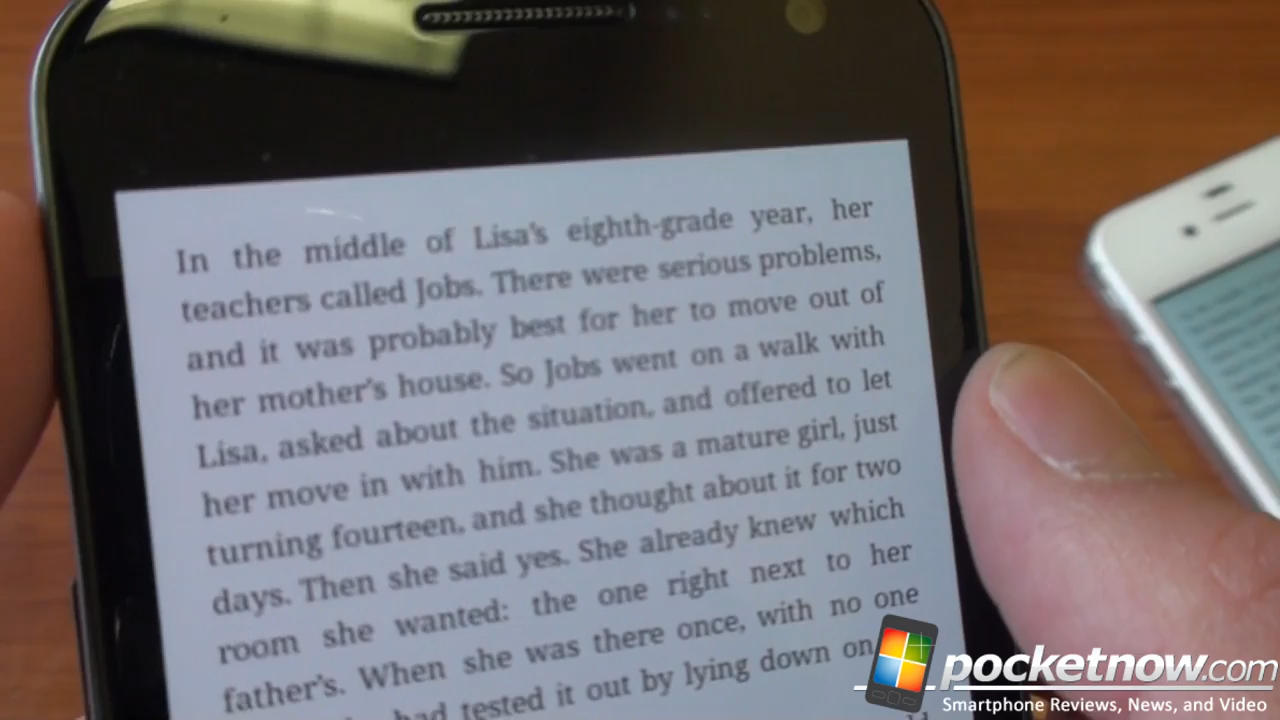 In the middle of Lisa's eighth-grade year, her
teachers called Jobs. There were serious problems,
and it was probably best for her to move out of
her mother's house. So Jobs went on a walk with
Lisa, asked about the situation, and offered to let
her move in with him. She was a mature girl, just
turning fourteen, and she thought about it for two
days. Then she said yes. She already knew which
room she wanted: the one right next to her
father's. When she was there once, with no one
had tested it out by lying down on
pocketnow.com
Smartphone Reviews, News, and Video